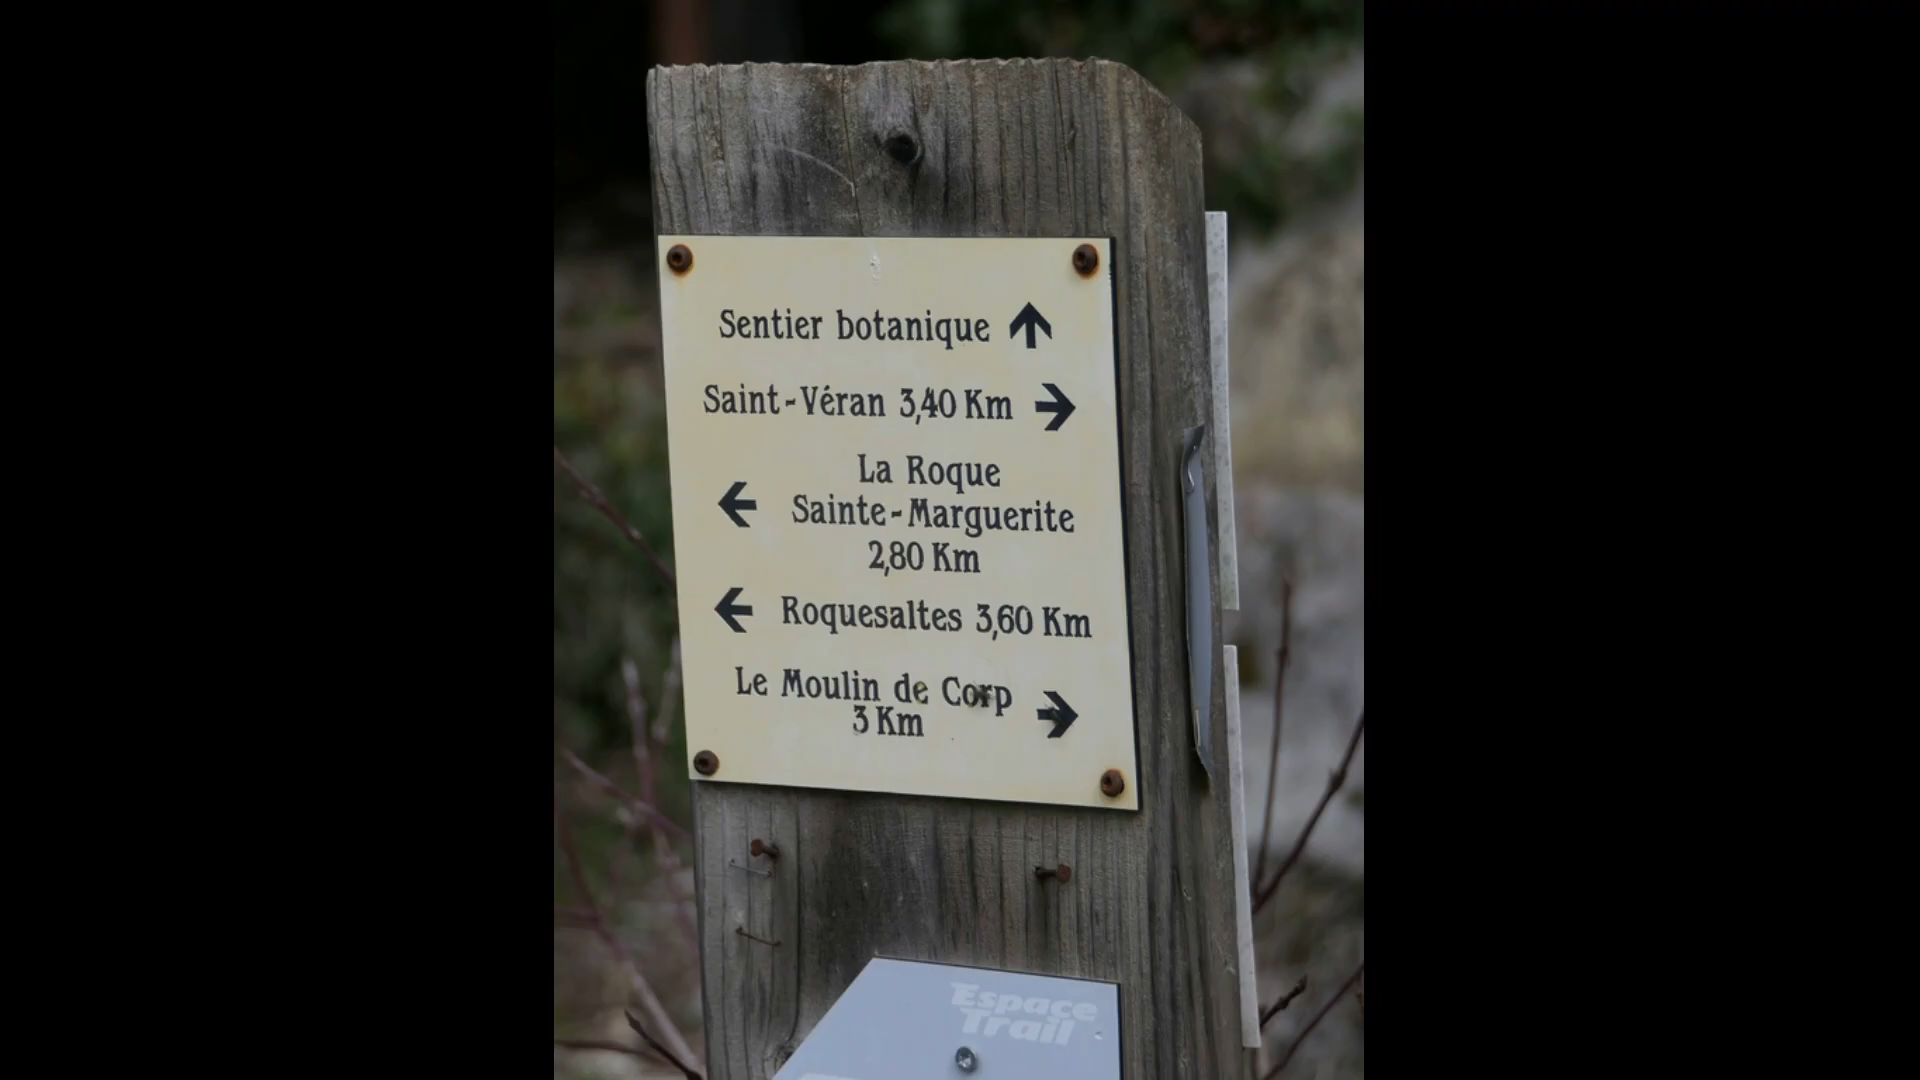 Sentier botanique
Saint-Véran 3,40 Km
La Roque
Sainte-Marguerite
2,80 Km
Roquesaltes 3,60 Km
Le Moulin de Corp
3 Km
Espace
Trail